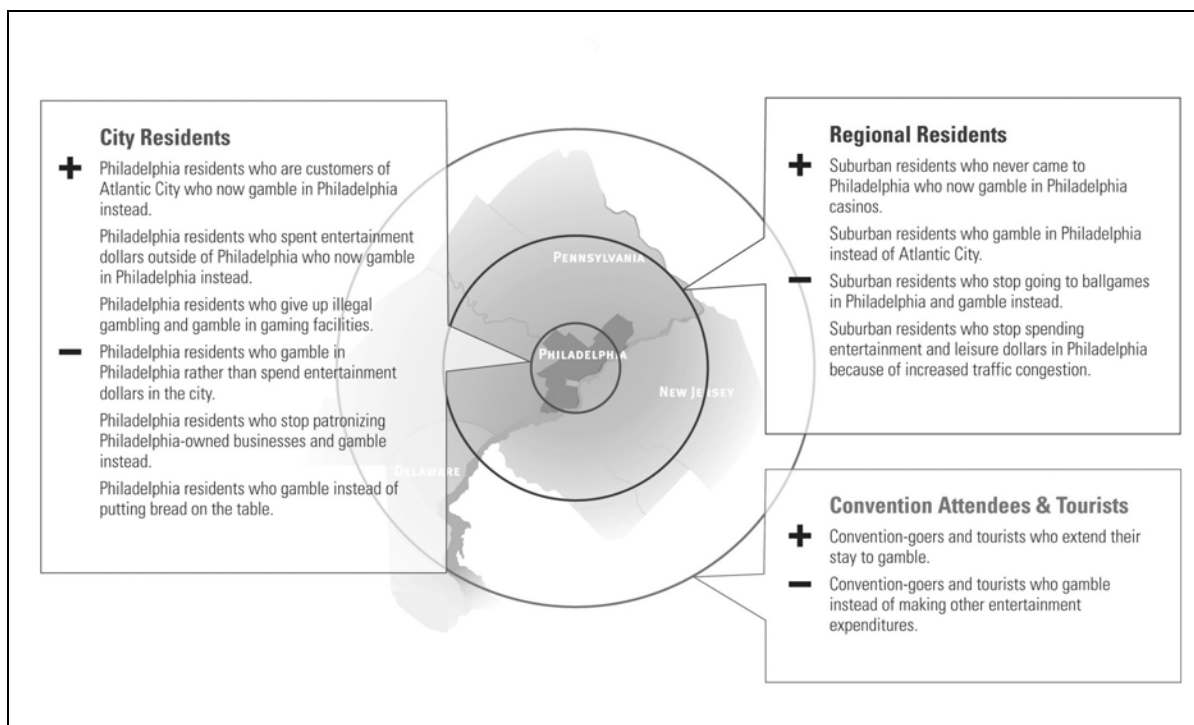 City Residents
+
Philadelphia residents who are customers of
Atlantic City who now gamble in Philadelphia
instead.
Philadelphia residents who spent entertainment
dollars outside of Philadelphia who now gamble
in Philadelphia instead.
Philadelphia residents who give up illegal
gambling and gamble in gaming facilities.
–
Philadelphia residents who gamble in
Philadelphia rather than spend entertainment
dollars in the city.
Philadelphia residents who stop patronizing
Philadelphia-owned businesses and gamble
instead.
Philadelphia residents who gamble instead of
putting bread on the table.
PENNSYLVANIA
PHILADELPHIA
NEW JERSEY
DELAWARE
Regional Residents
+
Suburban residents who never came to
Philadelphia who now gamble in Philadelphia
casinos.
Suburban residents who gamble in Philadelphia
instead of Atlantic City.
–
Suburban residents who stop going to ballgames
in Philadelphia and gamble instead.
Suburban residents who stop spending
entertainment and leisure dollars in Philadelphia
because of increased traffic congestion.
Convention Attendees & Tourists
+
Convention-goers and tourists who extend their
stay to gamble.
–
Convention-goers and tourists who gamble
instead of making other entertainment
expenditures.